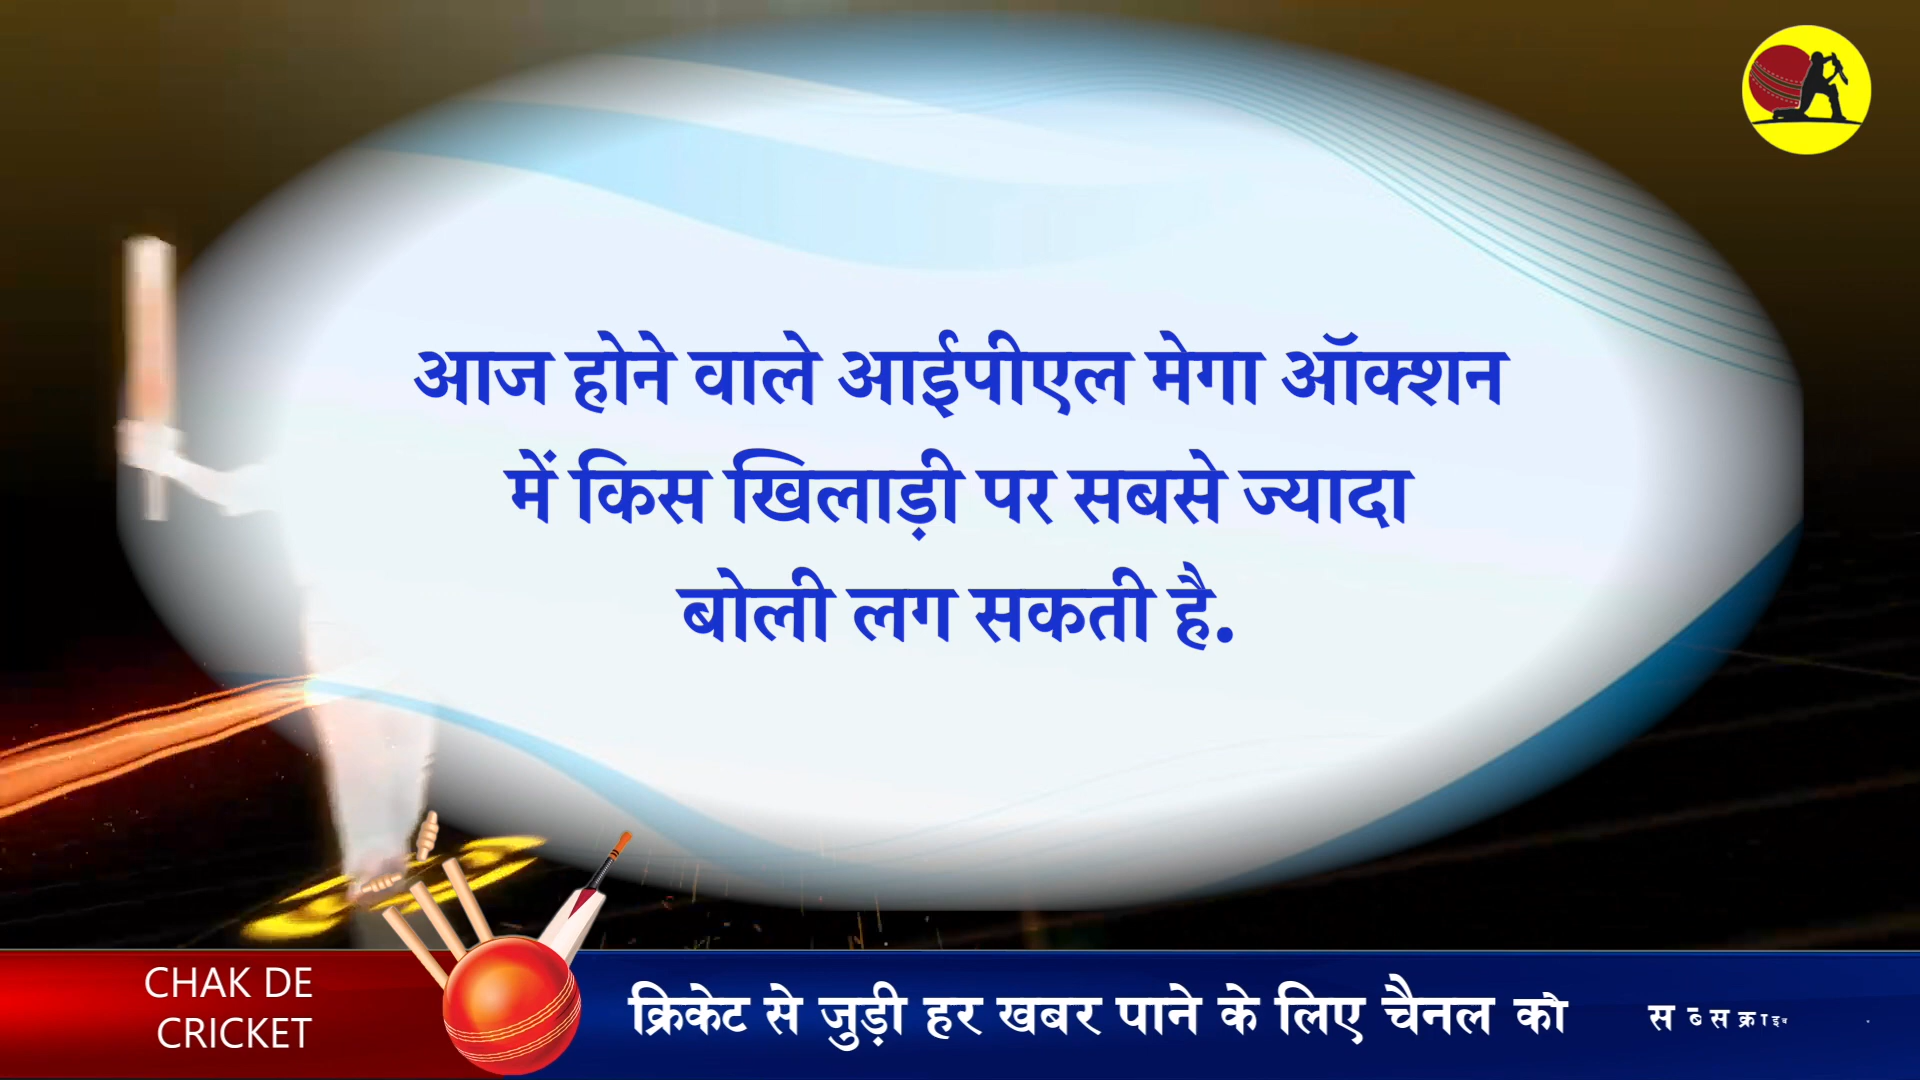 आज होने वाले आईपीएल मेगा ऑक्शन
में किस खिलाड़ी पर सबसे ज्यादा
बोली लग सकती है.
CHAK DE
CRICKET
क्रिकेट से जुड़ी हर खबर पाने के लिए चैनल को